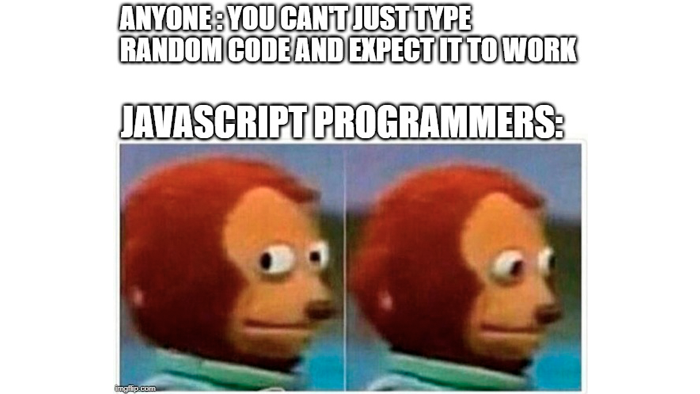 ANYONE : YOU CAN'T JUST TYPE
RANDOM CODE AND EXPECT IT TO WORK
JAVASCRIPT PROGRAMMERS:
imgflip.com